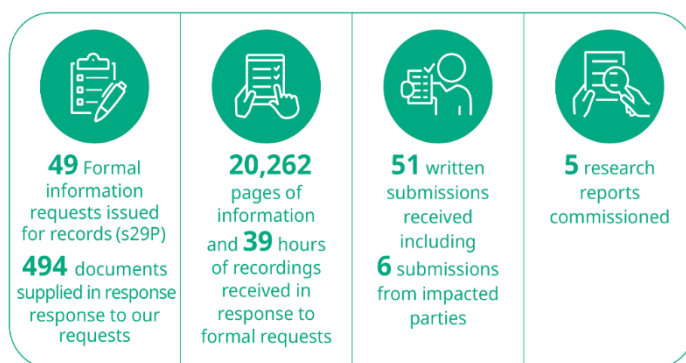 49 Formal
information
requests issued
for records (s29P)
494 documents
supplied in response
response to our
requests
20,262
pages of
information
and 39 hours
of recordings
received in
response to
formal requests
51 written
submissions
received
including
6 submissions
from impacted
parties
5 research
reports
commissioned